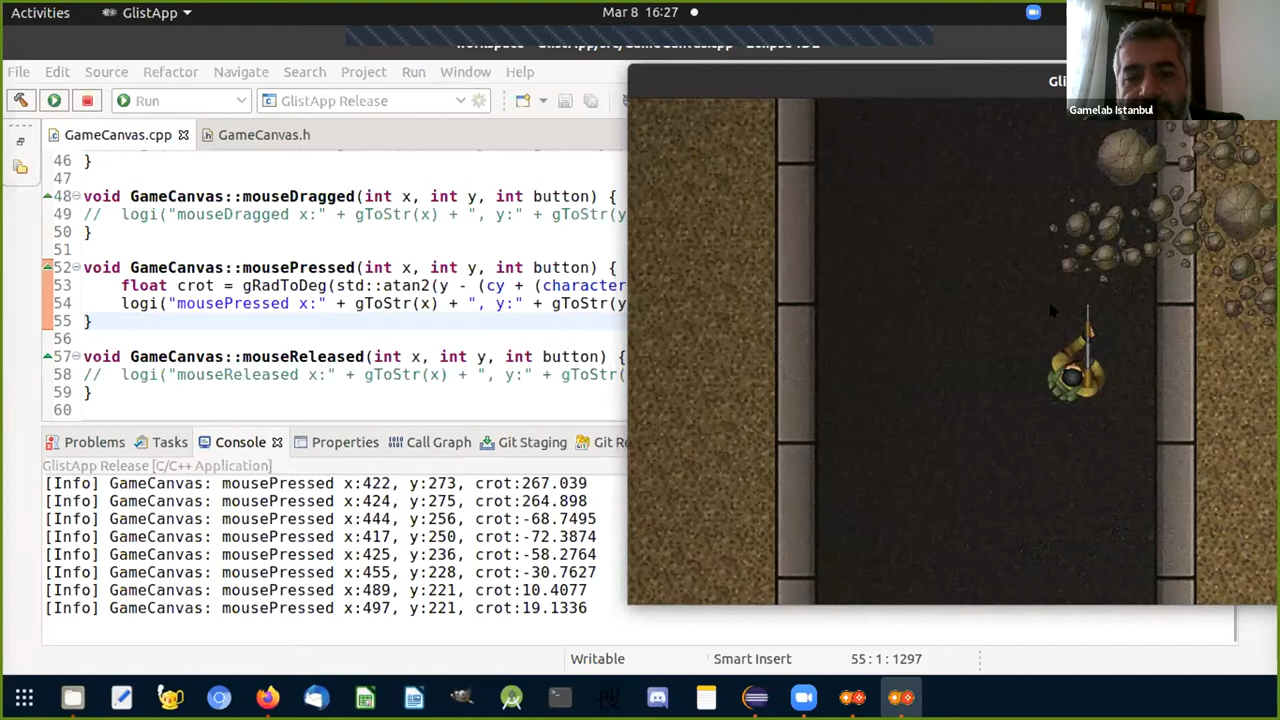 Activities
GlistApp
Mar 8 16:27
File Edit Source Refactor Navigate Search Project Run Window Help
Gli
Gamelab Istanbul
Run
GlistApp Release
GameCanvas.cpp
GameCanvas.h
46 }
47
48 void GameCanvas::mouseDragged(int x, int y, int button) {
49 // logi("mouseDragged x:" + gToStr(x) + ", y:" + gToStr(y
50 }
51
52 void GameCanvas::mousePressed(int x, int y, int button) {
53 float crot = gRadToDeg(std::atan2(y - (cy + (character
54 logi("mousePressed x:" + gToStr(x) + ", y:" + gToStr(y
55 }
56
57 void GameCanvas::mouseReleased(int x, int y, int button) {
58 // logi("mouseReleased x:" + gToStr(x) + ", y:" + gToStr(y
59 }
60
Problems Tasks Console Properties Call Graph Git Staging Git Re
GlistApp Release [C/C++ Application]
[Info] GameCanvas: mousePressed x:422, y:273, crot:267.039
[Info] GameCanvas: mousePressed x:424, y:275, crot:264.898
[Info] GameCanvas: mousePressed x:444, y:256, crot:-68.7495
[Info] GameCanvas: mousePressed x:417, y:250, crot:-72.3874
[Info] GameCanvas: mousePressed x:425, y:236, crot:-58.2764
[Info] GameCanvas: mousePressed x:455, y:228, crot:-30.7627
[Info] GameCanvas: mousePressed x:489, y:221, crot:10.4077
[Info] GameCanvas: mousePressed x:497, y:221, crot:19.1336
Writable
Smart Insert
55 : 1 : 1297